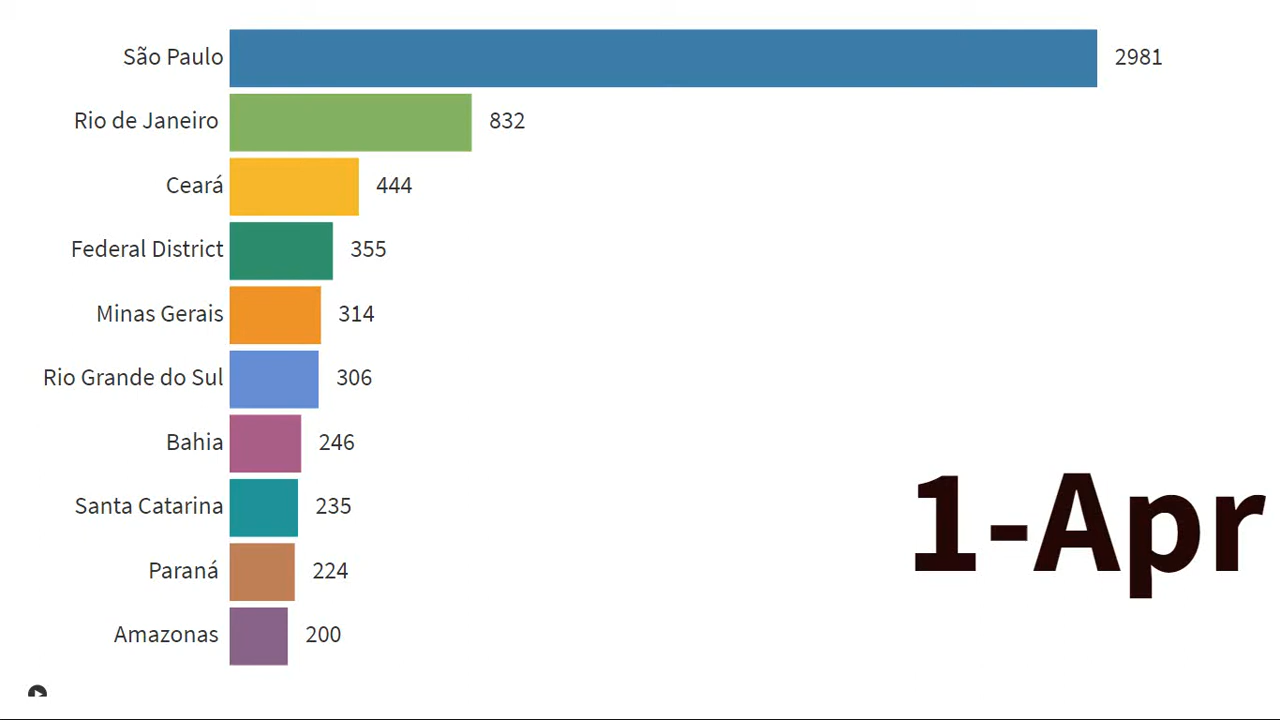 São Paulo 2981
Rio de Janeiro 832
Ceará 444
Federal District 355
Minas Gerais 314
Rio Grande do Sul 306
Bahia 246
Santa Catarina 235
Paraná 224
Amazonas 200
1-Apr